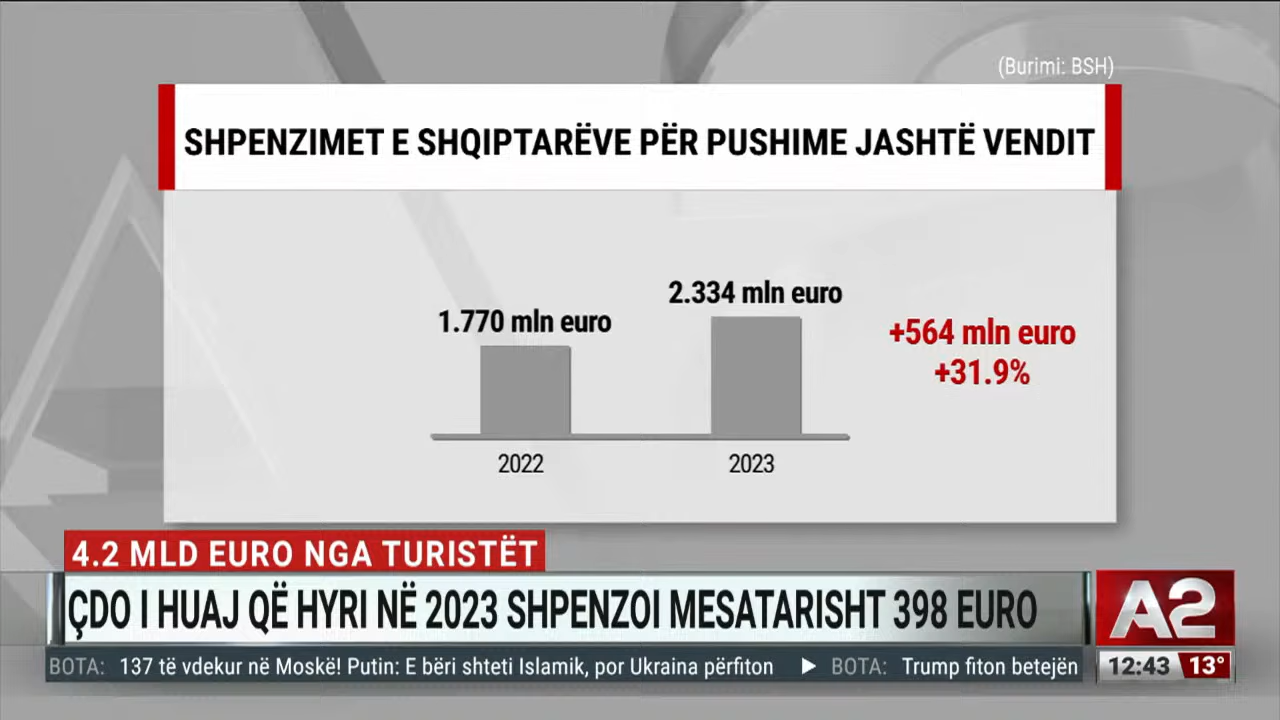 (Burimi: BSH)
SHPENZIMET E SHQIPTARËVE PËR PUSHIME JASHTË VENDIT
1.770 mln euro
2.334 mln euro
+564 mln euro
+31.9%
2022
2023
4.2 MLD EURO NGA TURISTËT
ÇDO I HUAJ QË HYRI NË 2023 SHPENZOI MESATARISHT 398 EURO
A2
BOTA: 137 të vdekur në Moskë! Putin: E bëri shteti Islamik, por Ukraina përfiton ▶ BOTA: Trump fiton betejën
12:43 13°